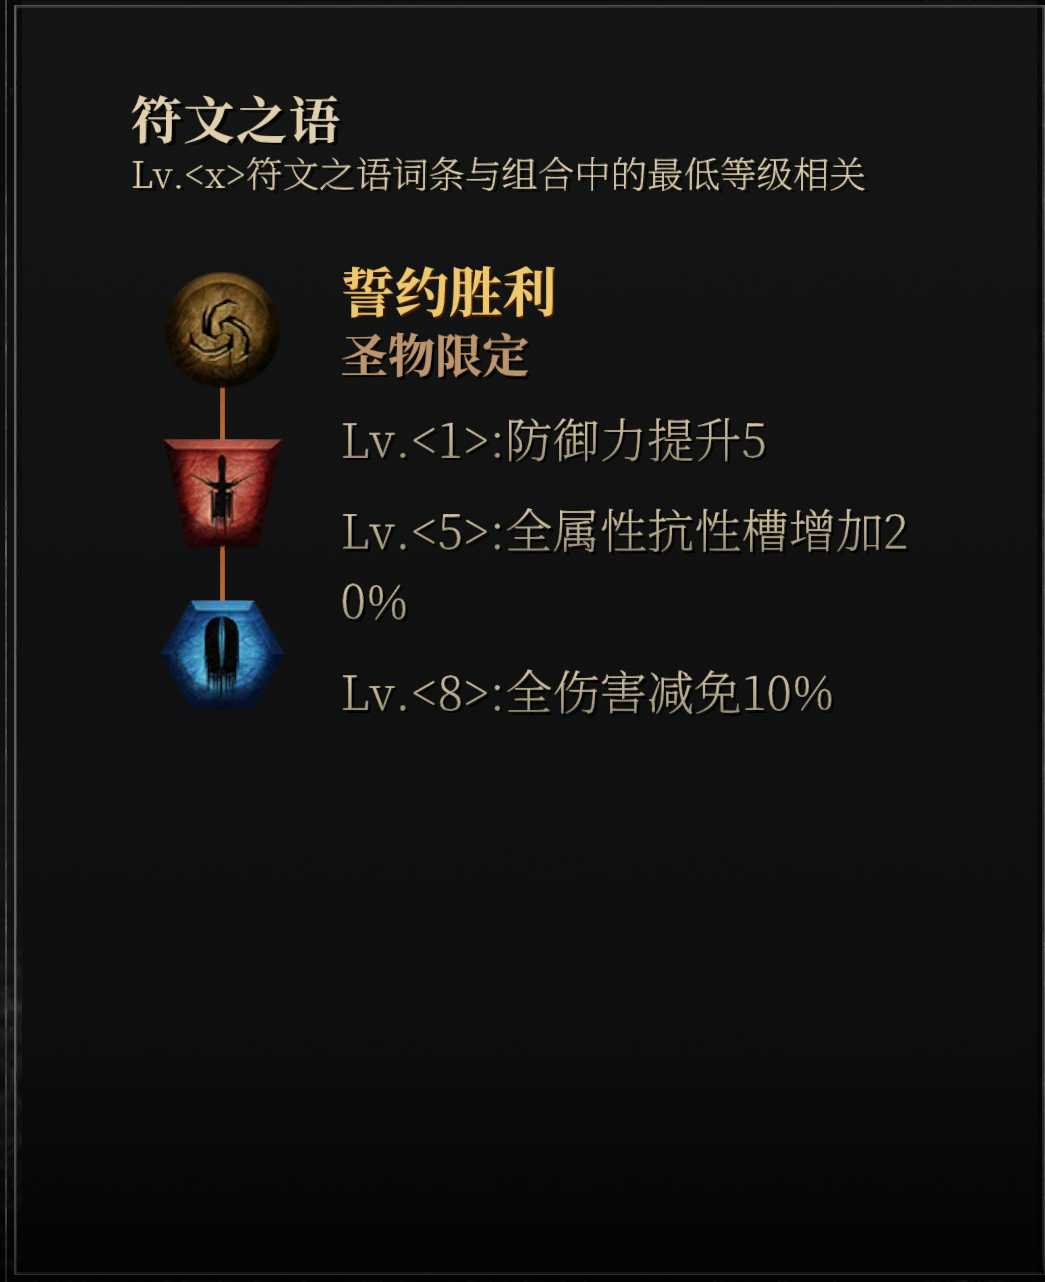 符文之语
Lv.<x>符文之语词条与组合中的最低等级相关
誓约胜利
圣物限定
Lv.<1>:防御力提升5
Lv.<5>:全属性抗性槽增加2
0%
Lv.<8>:全伤害减免10%